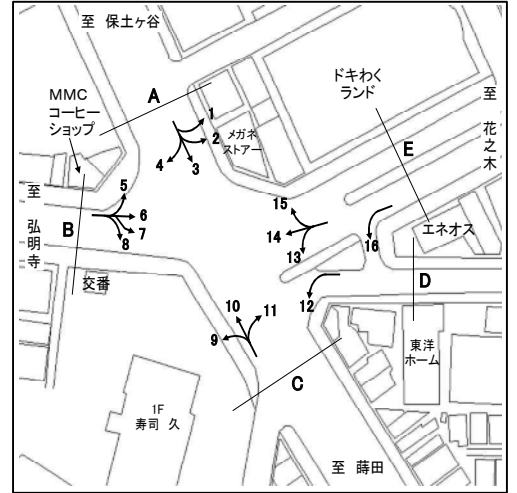 至 保土ヶ谷
A
MMC
コーヒー
ショップ
1
2
3
4
メガネ
ストアー
ドキわく
ランド
至
花之木
E
5
6
7
8
至
弘明寺
B
交番
15
14
13
16
エネオス
D
12
10
11
9
C
東洋
ホーム
1F
寿司 久
至 蒔田